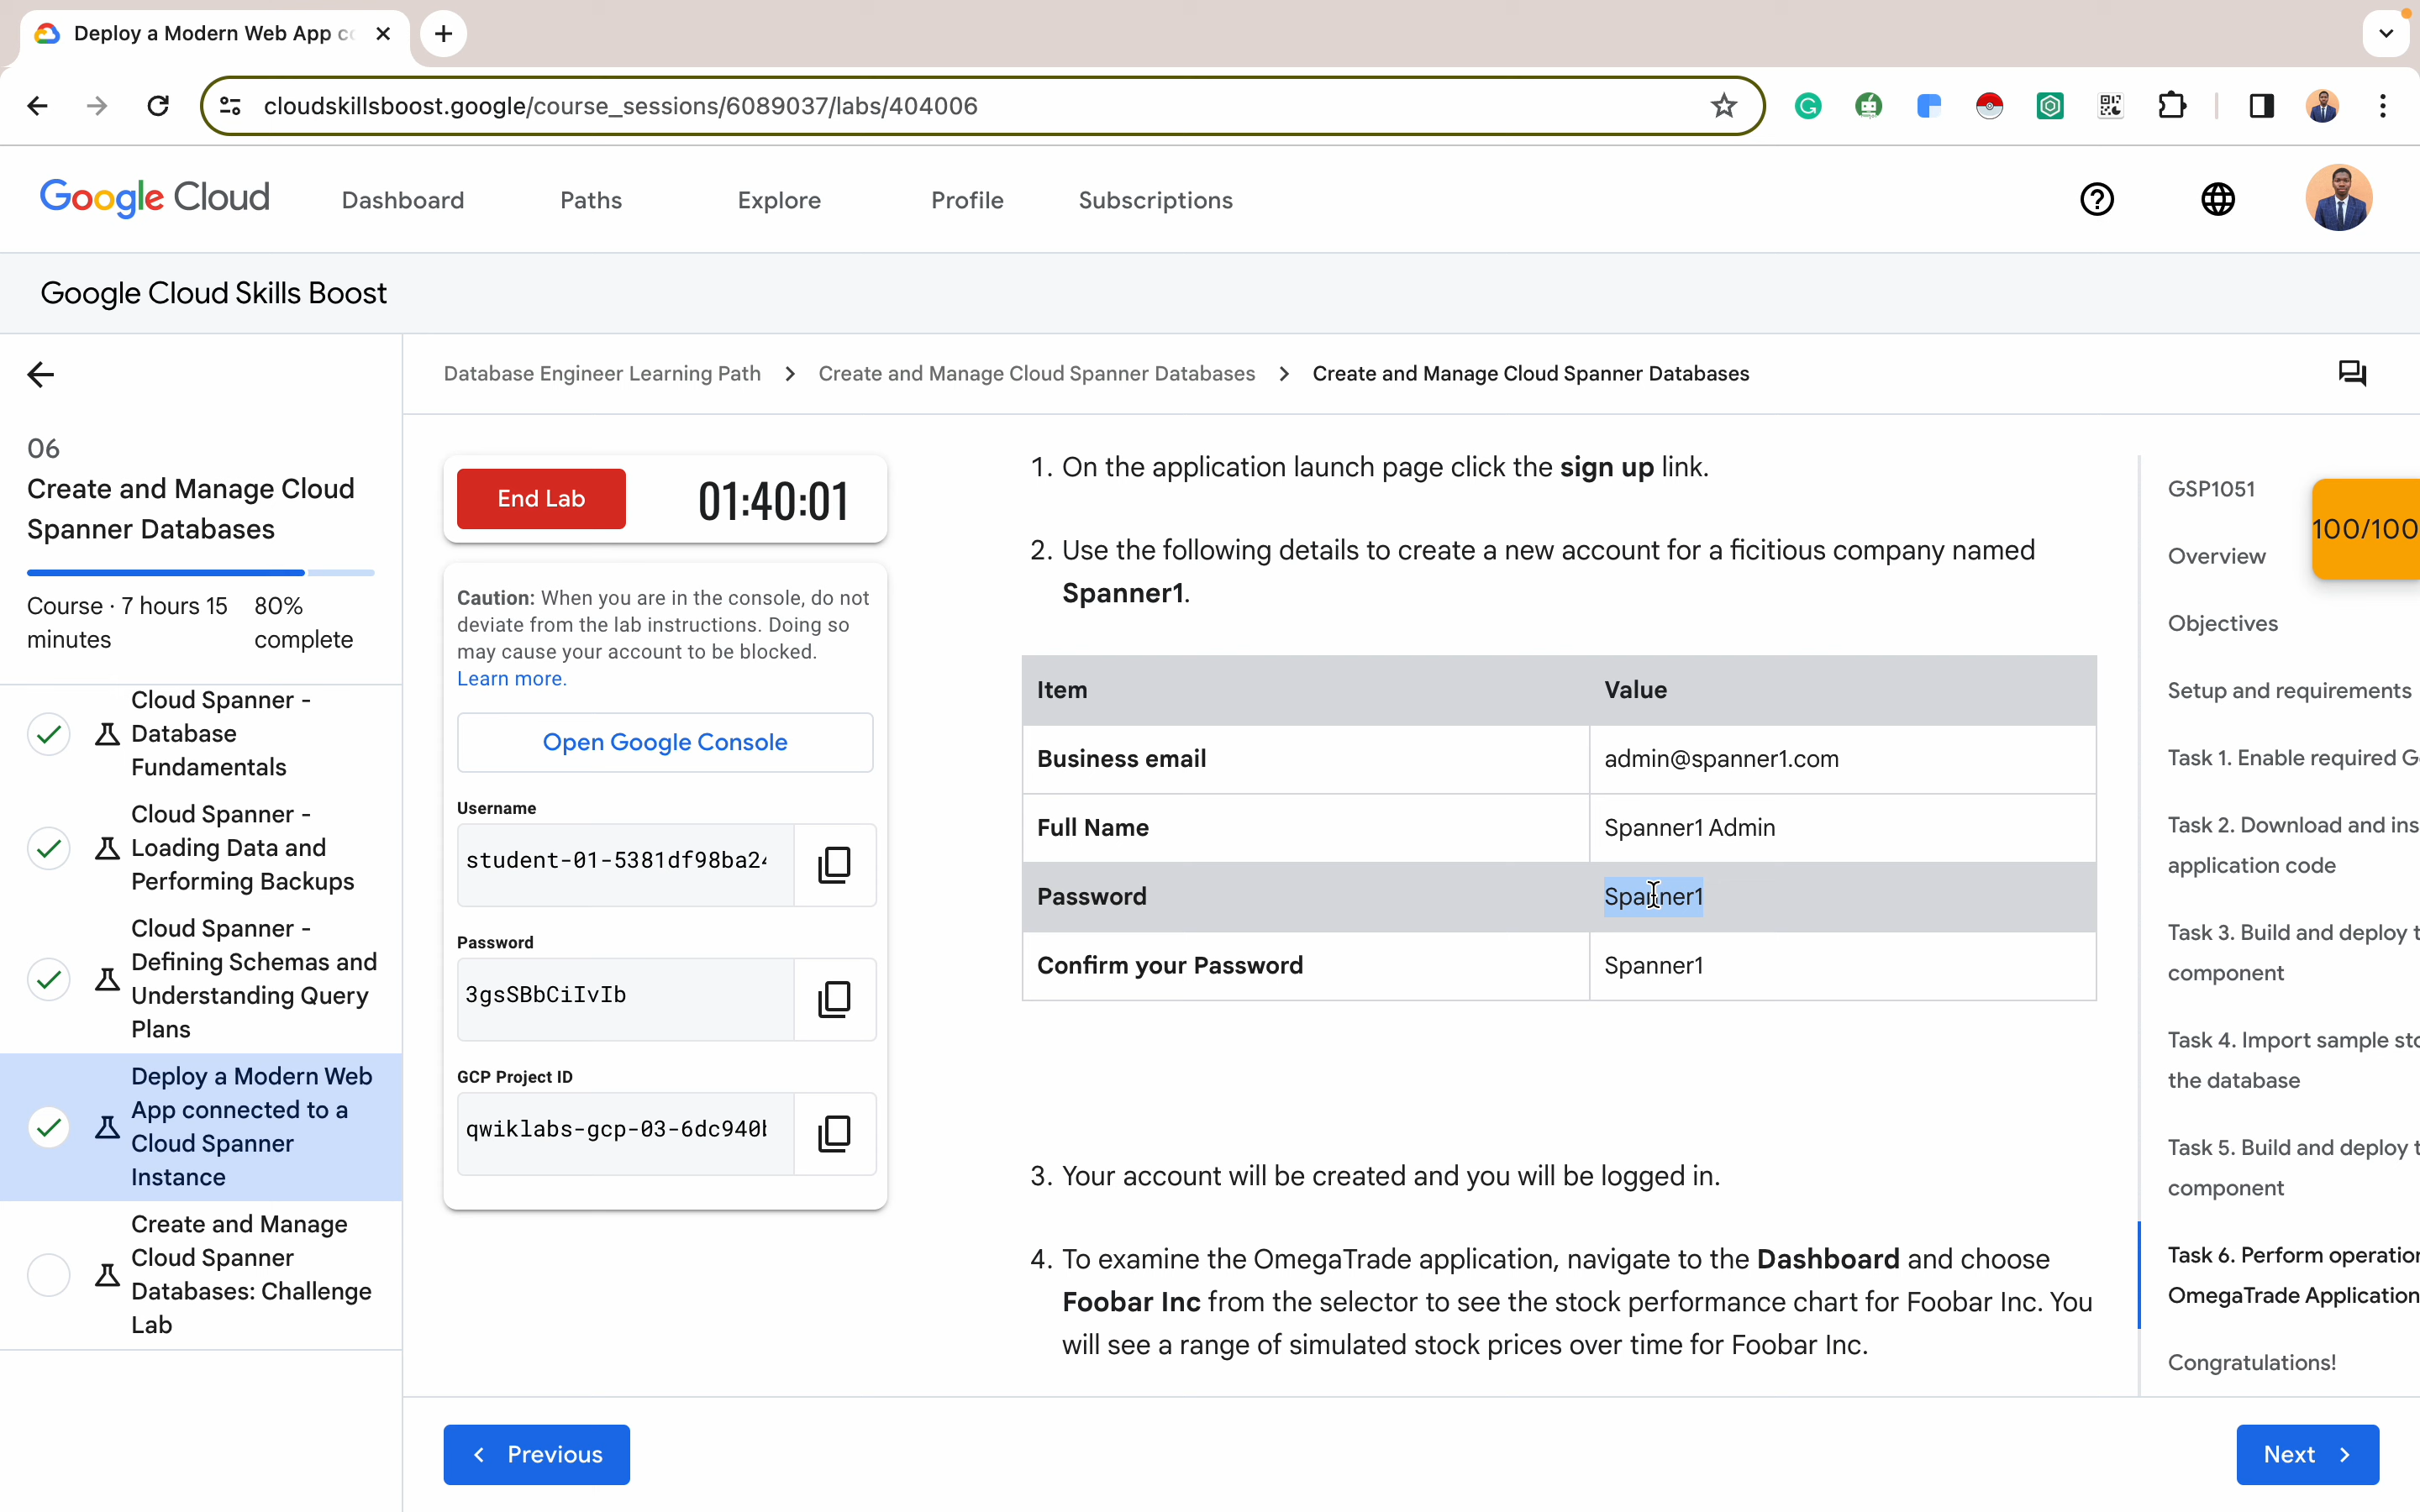 Deploy a Modern Web App
cloudskillsboost.google/course_sessions/6089037/labs/404006
Google Cloud
Dashboard
Paths
Explore
Profile
Subscriptions
Google Cloud Skills Boost
Database Engineer Learning Path > Create and Manage Cloud Spanner Databases > Create and Manage Cloud Spanner Databases
06
Create and Manage Cloud
Spanner Databases
Course · 7 hours 15
minutes
80%
complete
Cloud Spanner -
Database
Fundamentals
Cloud Spanner -
Loading Data and
Performing Backups
Cloud Spanner -
Defining Schemas and
Understanding Query
Plans
Deploy a Modern Web
App connected to a
Cloud Spanner
Instance
Create and Manage
Cloud Spanner
Databases: Challenge
Lab
End Lab
01:40:01
Caution: When you are in the console, do not
deviate from the lab instructions. Doing so
may cause your account to be blocked.
Learn more.
Open Google Console
Username
student-01-5381df98ba24
Password
3gsSBbCiIvIb
GCP Project ID
qwiklabs-gcp-03-6dc940
1. On the application launch page click the sign up link.
2. Use the following details to create a new account for a ficitious company named
Spanner1.
Item Value
Business email admin@spanner1.com
Full Name Spanner1 Admin
Password Spanner1
Confirm your Password Spanner1
3. Your account will be created and you will be logged in.
4. To examine the OmegaTrade application, navigate to the Dashboard and choose
Foobar Inc from the selector to see the stock performance chart for Foobar Inc. You
will see a range of simulated stock prices over time for Foobar Inc.
GSP1051
100/100
Overview
Objectives
Setup and requirements
Task 1. Enable required G
Task 2. Download and ins
application code
Task 3. Build and deploy t
component
Task 4. Import sample sto
the database
Task 5. Build and deploy t
component
Task 6. Perform operation
OmegaTrade Application
Congratulations!
Previous
Next